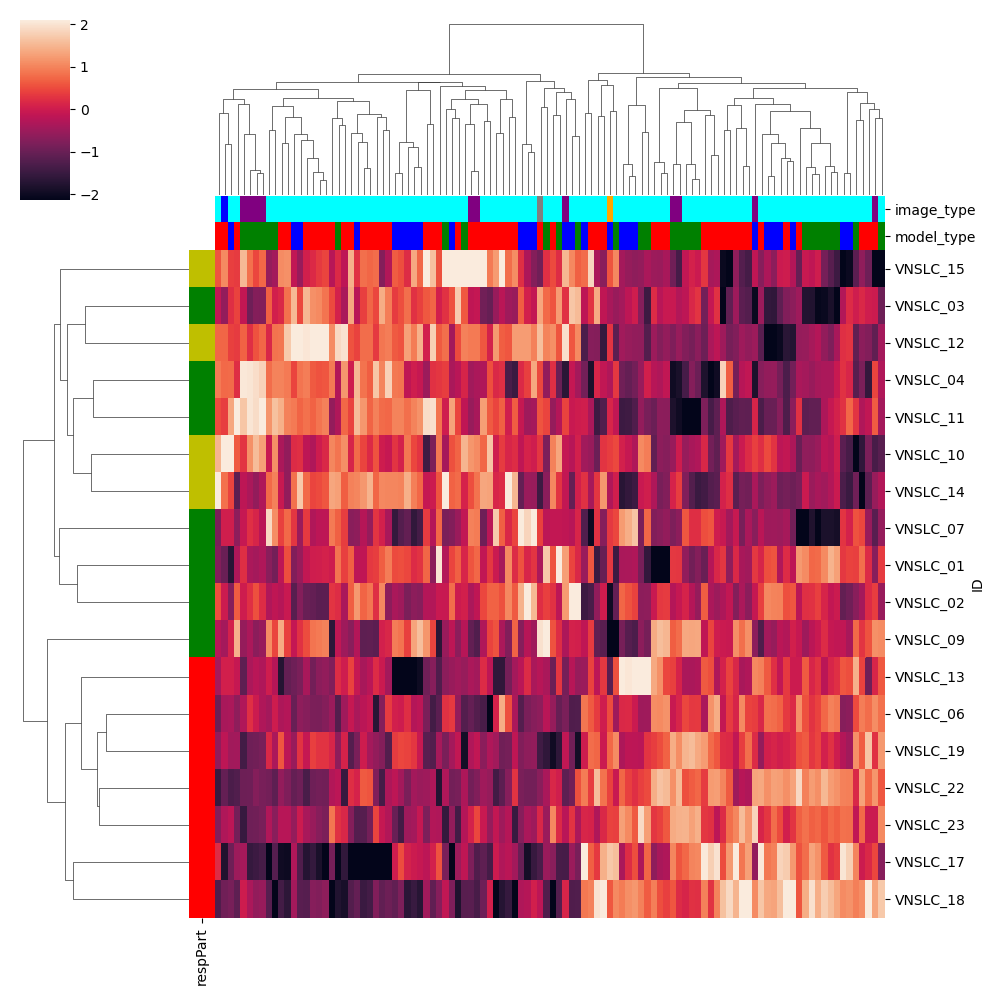 2
1
0
−1
−2
image_type
model_type
VNSLC_15
VNSLC_03
VNSLC_12
VNSLC_04
VNSLC_11
VNSLC_10
VNSLC_14
VNSLC_07
VNSLC_01
VNSLC_02
VNSLC_09
VNSLC_13
VNSLC_06
VNSLC_19
VNSLC_22
VNSLC_23
VNSLC_17
VNSLC_18
ID
respPart